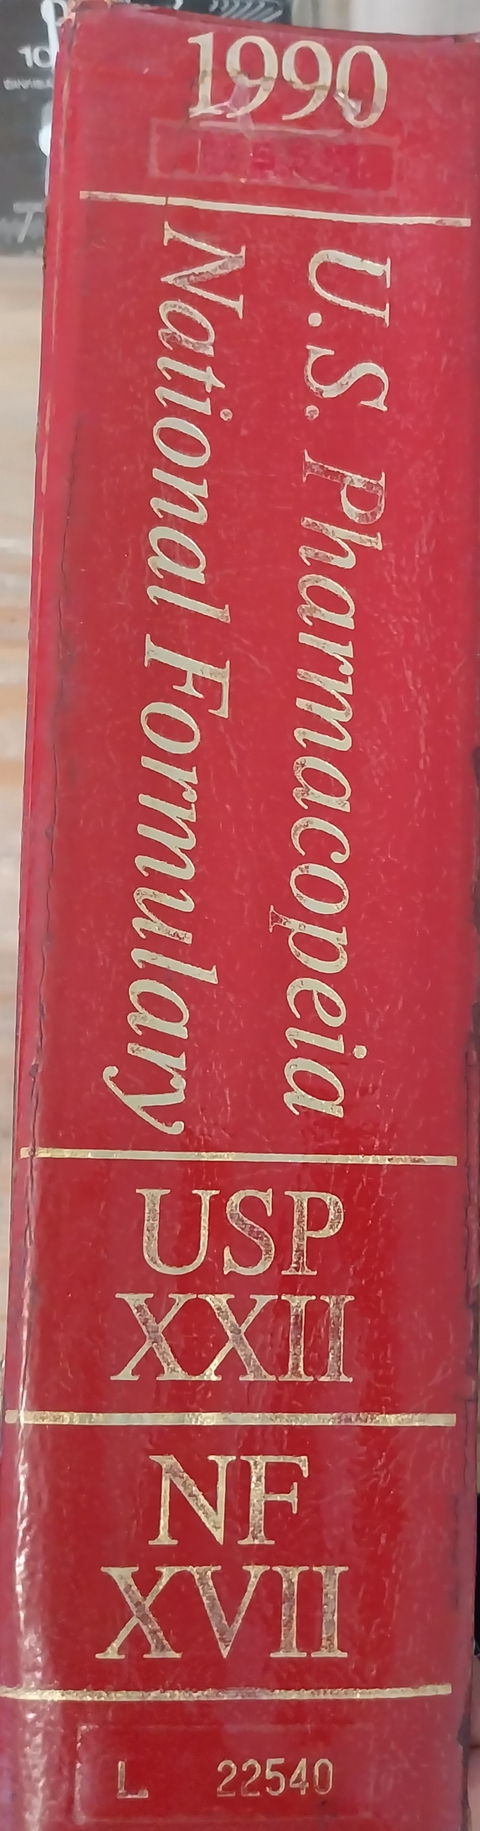 1990
U.S. Pharmacopeia
National Formulary
USP
XXII
NF
XVII
L 22540